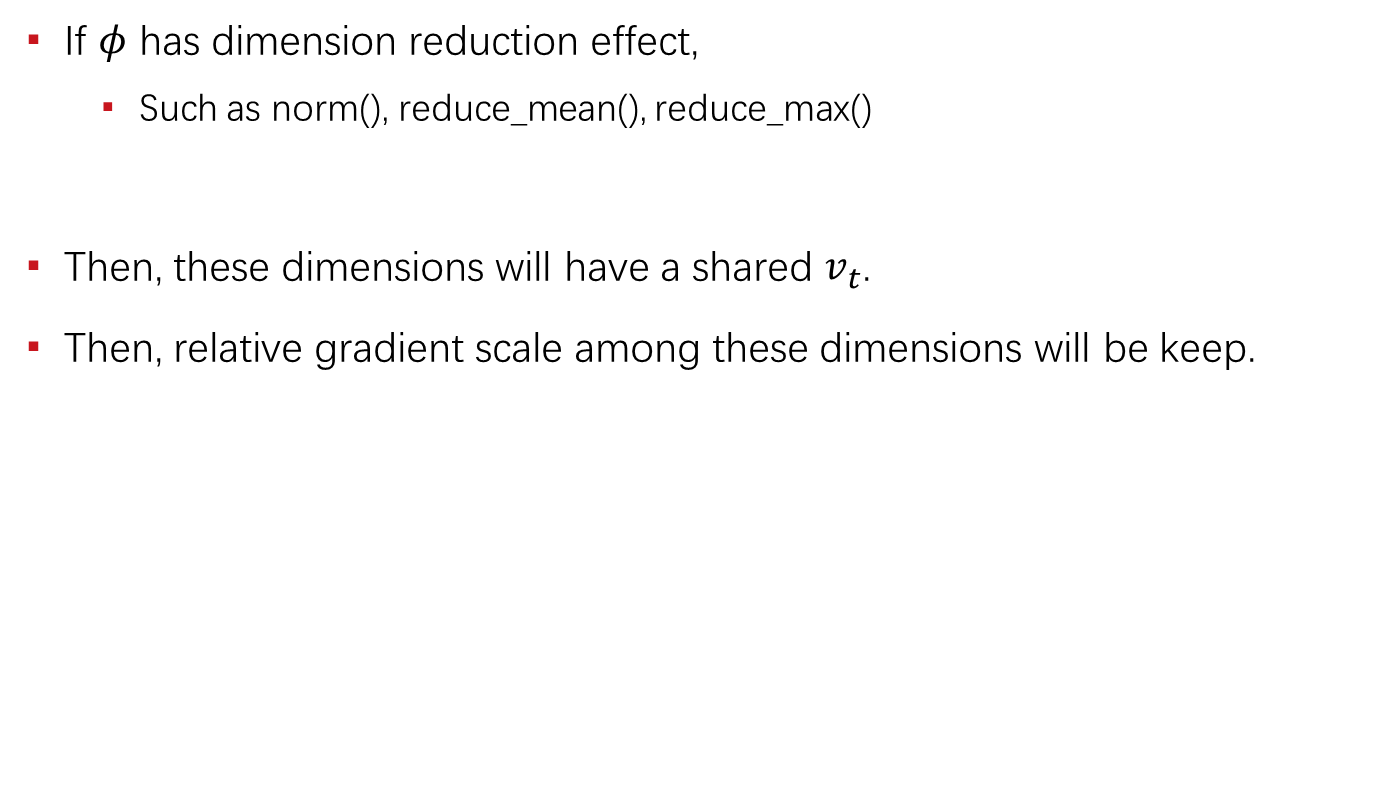 ▪ If ϕ has dimension reduction effect,
▪ Such as norm(), reduce_mean(), reduce_max()
▪ Then, these dimensions will have a shared v_t.
▪ Then, relative gradient scale among these dimensions will be keep.